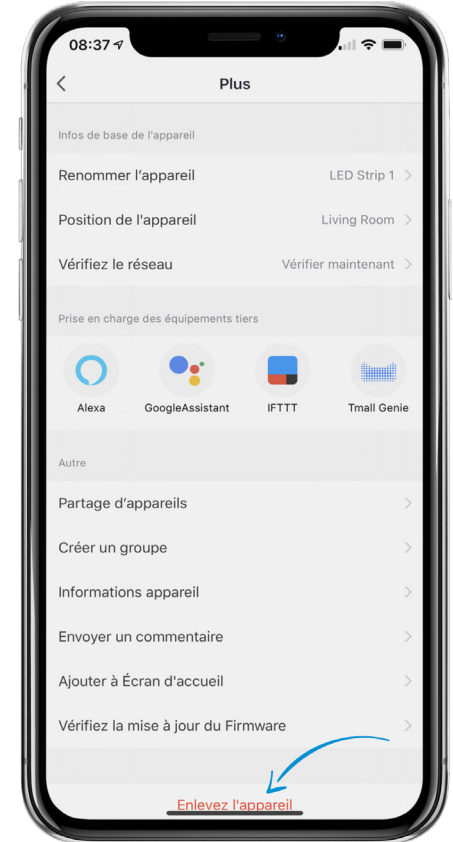 08:37
Plus
Infos de base de l'appareil
Renommer l'appareil LED Strip 1
Position de l'appareil Living Room
Vérifiez le réseau Vérifier maintenant
Prise en charge des équipements tiers
Alexa GoogleAssistant IFTTT Tmall Genie
Autre
Partage d'appareils
Créer un groupe
Informations appareil
Envoyer un commentaire
Ajouter à Écran d'accueil
Vérifiez la mise à jour du Firmware
Enlevez l'appareil